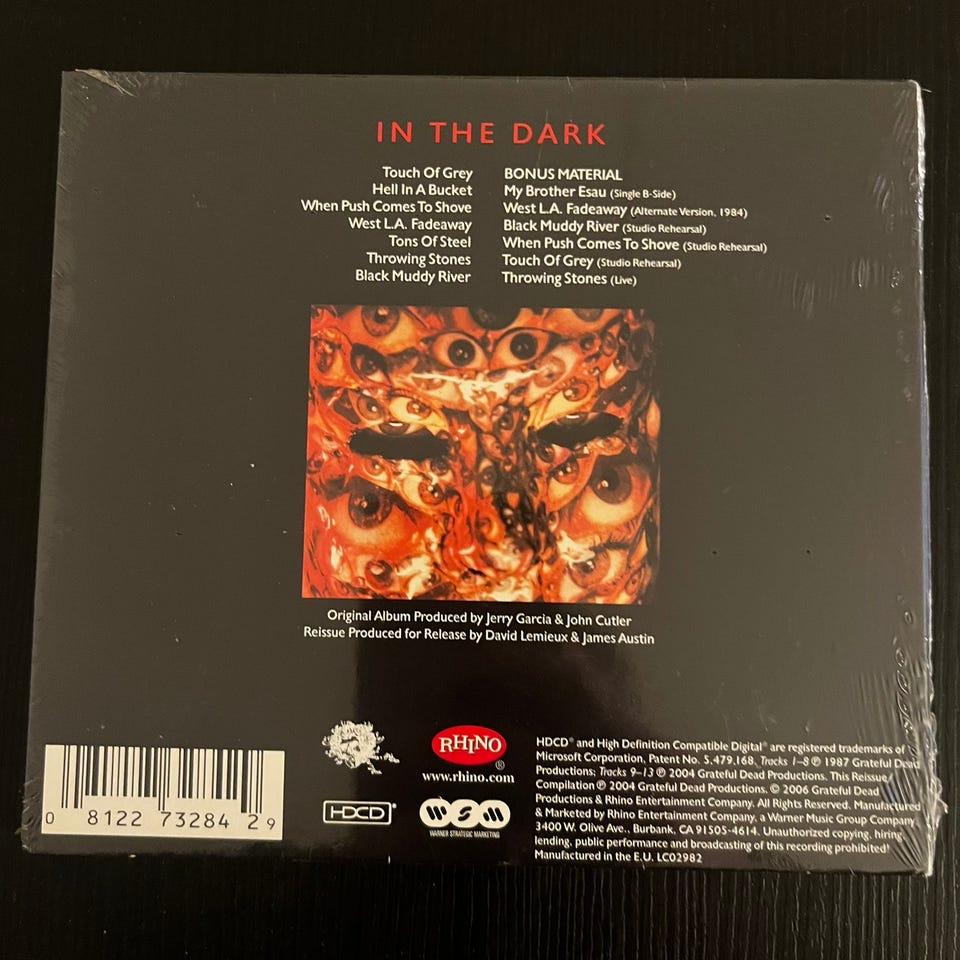 IN THE DARK
Touch Of Grey
Hell In A Bucket
When Push Comes To Shove
West L.A. Fadeaway
Tons Of Steel
Throwing Stones
Black Muddy River
BONUS MATERIAL
My Brother Esau (Single B-Side)
West L.A. Fadeaway (Alternate Version, 1984)
Black Muddy River (Studio Rehearsal)
When Push Comes To Shove (Studio Rehearsal)
Touch Of Grey (Studio Rehearsal)
Throwing Stones (Live)
Original Album Produced by Jerry Garcia & John Cutler
Reissue Produced for Release by David Lemieux & James Austin
0 8122 73284 2 9
RHINO
®
www.rhino.com
HDCD®
WSM
WARNER STRATEGIC MARKETING
HDCD® and High Definition Compatible Digital® are registered trademarks of
Microsoft Corporation, Patent No. 5,479,168. Tracks 1–8 ℗ 1987 Grateful Dead
Productions; Tracks 9–13 ℗ 2004 Grateful Dead Productions. This Reissue
Compilation ℗ 2004 Grateful Dead Productions. © 2006 Grateful Dead
Productions & Rhino Entertainment Company. All Rights Reserved. Manufactured
& Marketed by Rhino Entertainment Company, a Warner Music Group Company
3400 W. Olive Ave., Burbank, CA 91505-4614. Unauthorized copying, hiring,
lending, public performance and broadcasting of this recording prohibited!
Manufactured in the E.U. LC02982